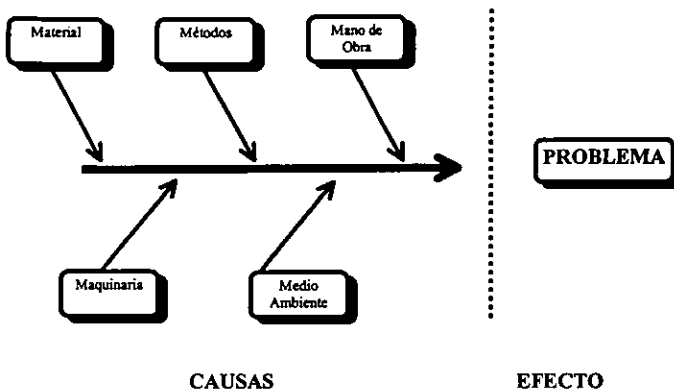 Material
Métodos
Mano de
Obra
PROBLEMA
Maquinaria
Medio
Ambiente
CAUSAS
EFECTO